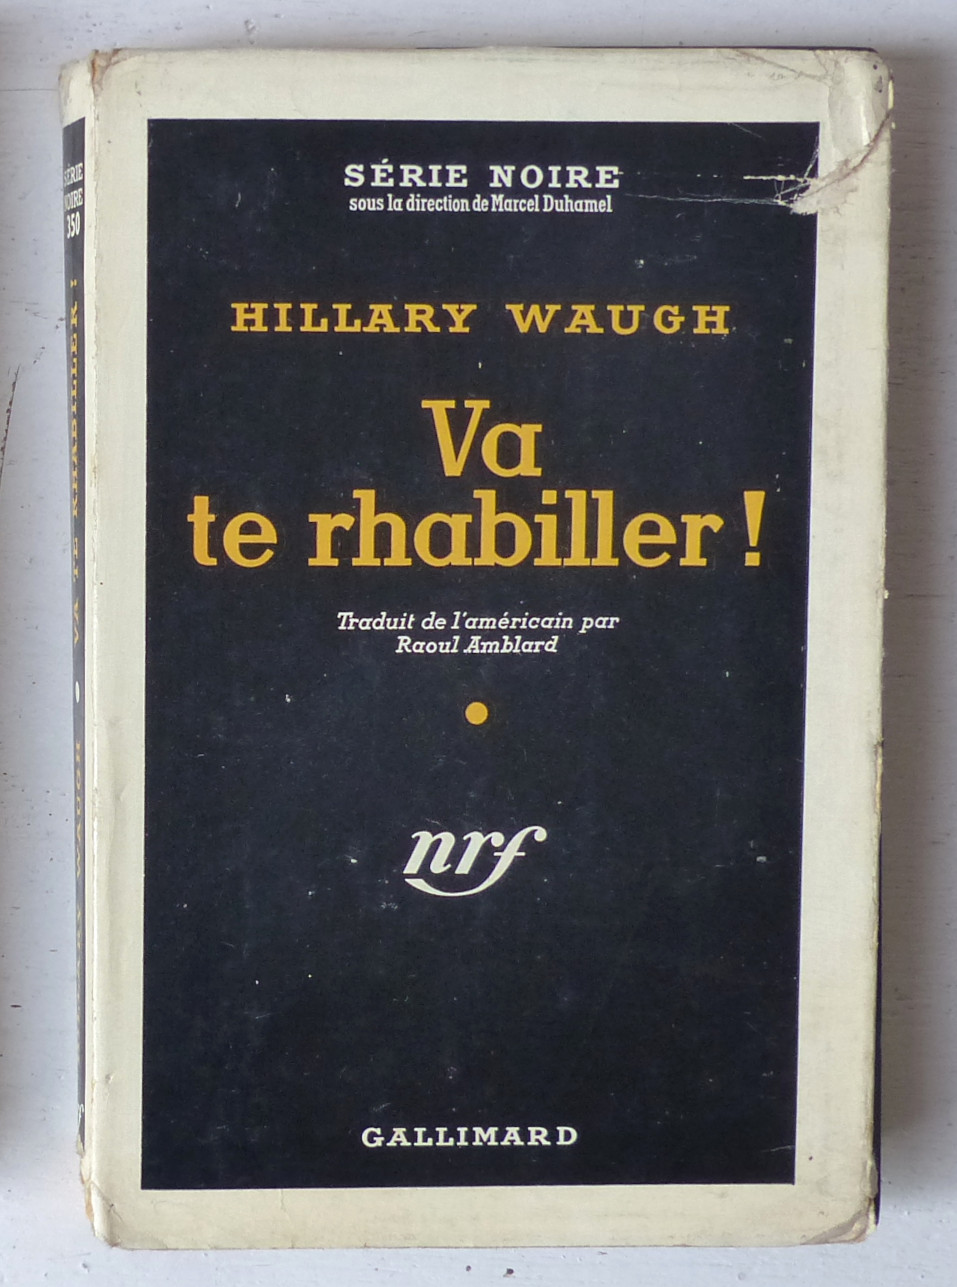 SÉRIE NOIRE
sous la direction de Marcel Duhamel
HILLARY WAUGH
Va
te rhabiller !
Traduit de l'américain par
Raoul Amblard
nrf
GALLIMARD
SÉRIE
NOIRE
350
VA TE RHABILLER !
WAUGH